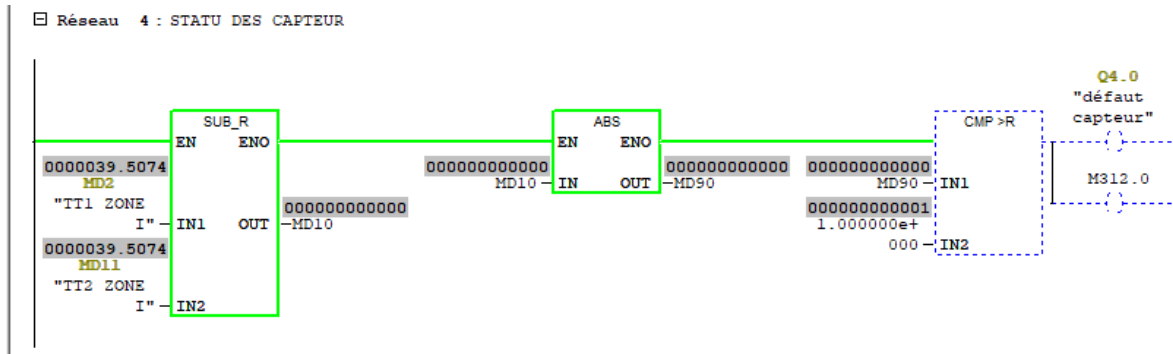 Réseau 4 : STATU DES CAPTEUR
Q4.0
"défaut
capteur"
SUB_R
ABS
CMP >R
EN ENO
EN ENO
0000039.5074
MD2
"TT1 ZONE
I"
IN1 OUT
000000000000
MD10
000000000000
MD10
IN OUT
000000000000
MD90
000000000000
MD90
IN1
M312.0
0000039.5074
MD11
"TT2 ZONE
I"
IN2
000000000001
1.000000e+
000
IN2